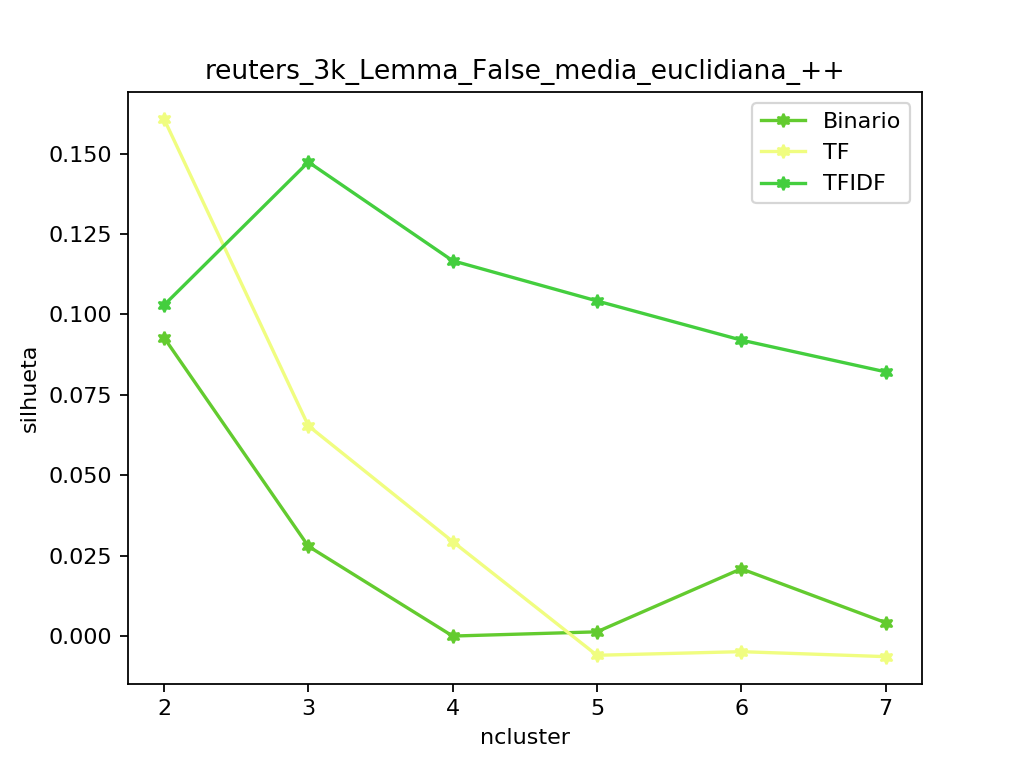 reuters_3k_Lemma_False_media_euclidiana_++
Binario
TF
TFIDF
silhueta
0.150
0.125
0.100
0.075
0.050
0.025
0.000
2 3 4 5 6 7
ncluster